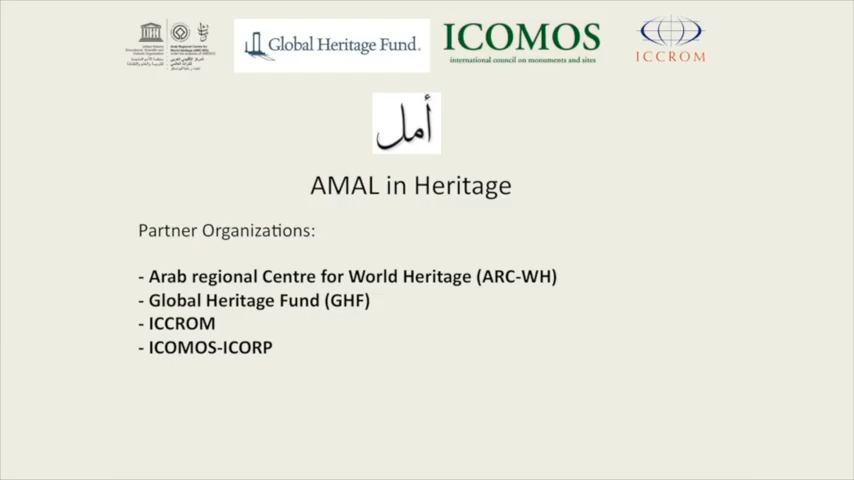 Global Heritage Fund
ICOMOS
international council on monuments and sites
ICCROM
أمل
AMAL in Heritage
Partner Organizations:
- Arab regional Centre for World Heritage (ARC-WH)
- Global Heritage Fund (GHF)
- ICCROM
- ICOMOS-ICORP